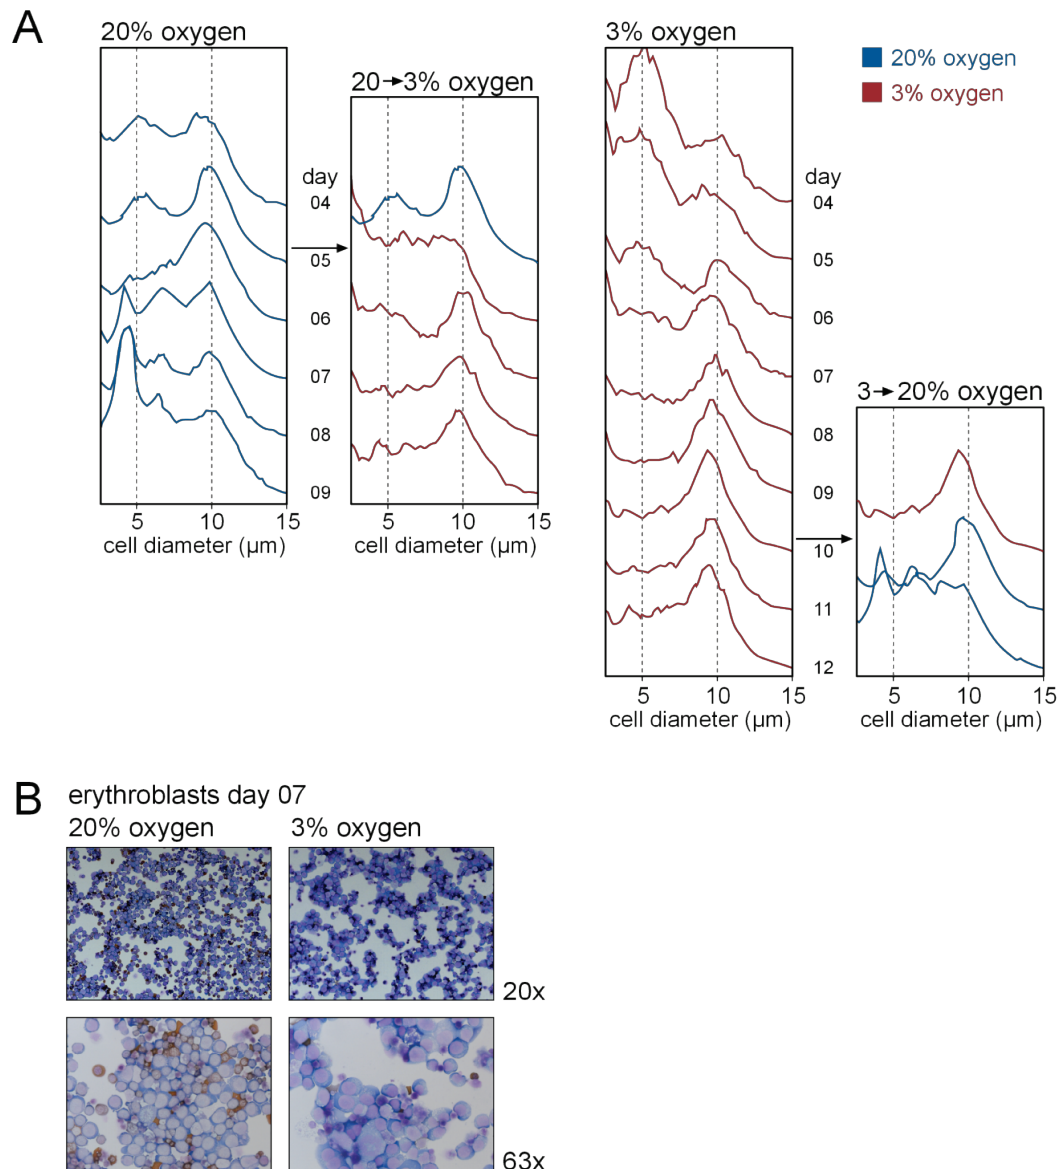 A
20% oxygen
20→3% oxygen
day
04
05
06
07
08
09
5 10 15
cell diameter (µm)
5 10 15
cell diameter (µm)
3% oxygen
day
04
05
06
07
08
09
10
11
12
5 10 15
cell diameter (µm)
3→20% oxygen
5 10 15
cell diameter (µm)
20% oxygen
3% oxygen
B
erythroblasts day 07
20% oxygen
3% oxygen
20x
63x